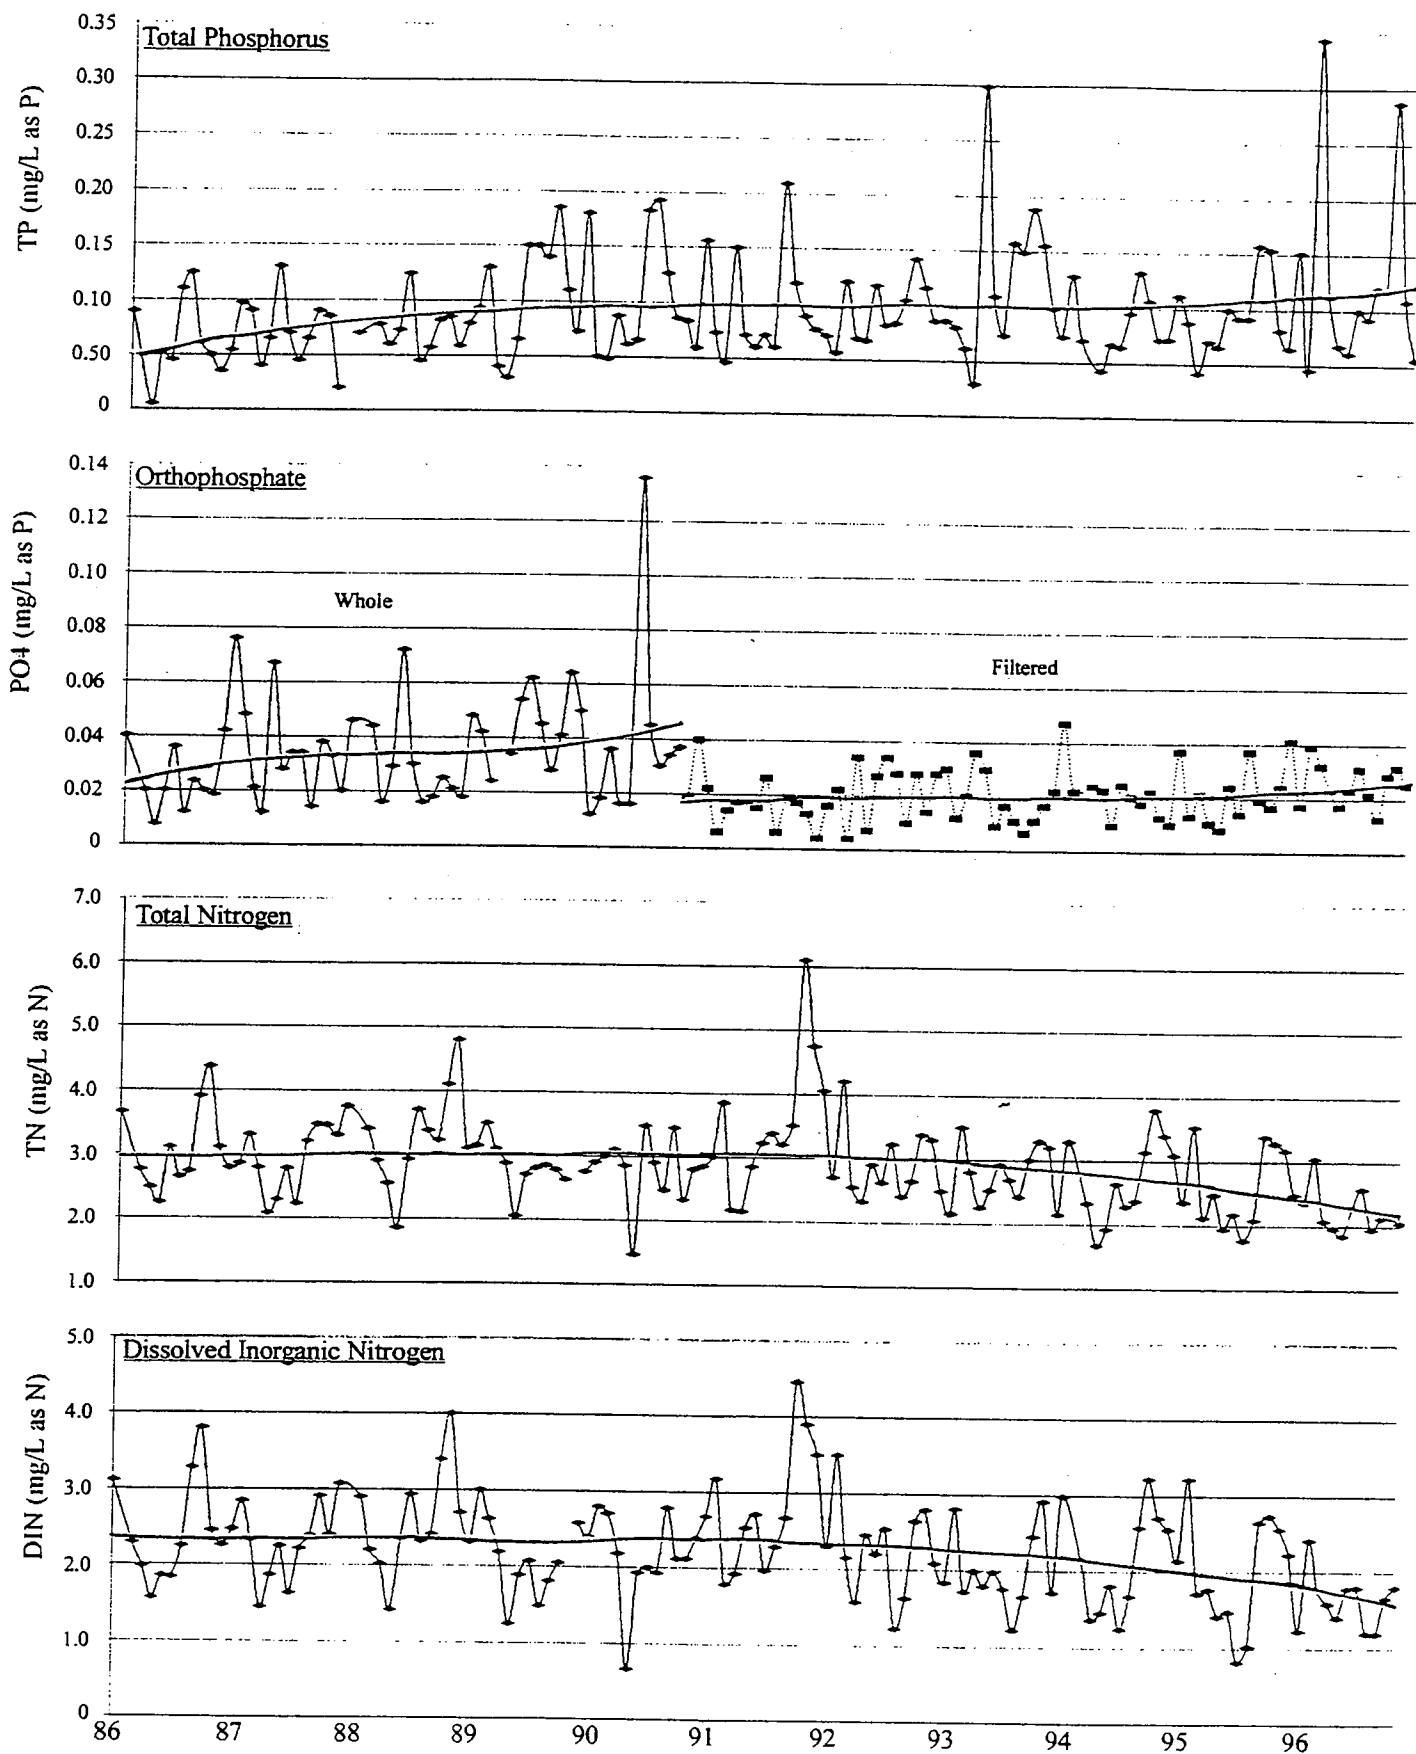 0.35
Total Phosphorus
0.30
0.25
0.20
0.15
0.10
0.50
0
TP (mg/L as P)
0.14
Orthophosphate
0.12
0.10
Whole
0.08
Filtered
0.06
0.04
0.02
0
PO4 (mg/L as P)
7.0
Total Nitrogen
6.0
5.0
4.0
3.0
2.0
1.0
TN (mg/L as N)
5.0
Dissolved Inorganic Nitrogen
4.0
3.0
2.0
1.0
0
DIN (mg/L as N)
86 87 88 89 90 91 92 93 94 95 96